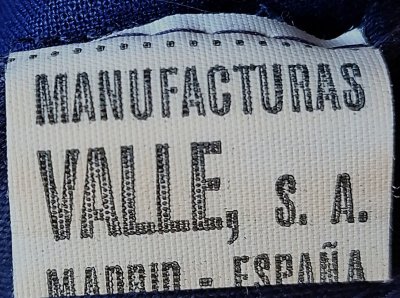 MANUFACTURAS
VALLE, S. A.
MADRID - ESPAÑA